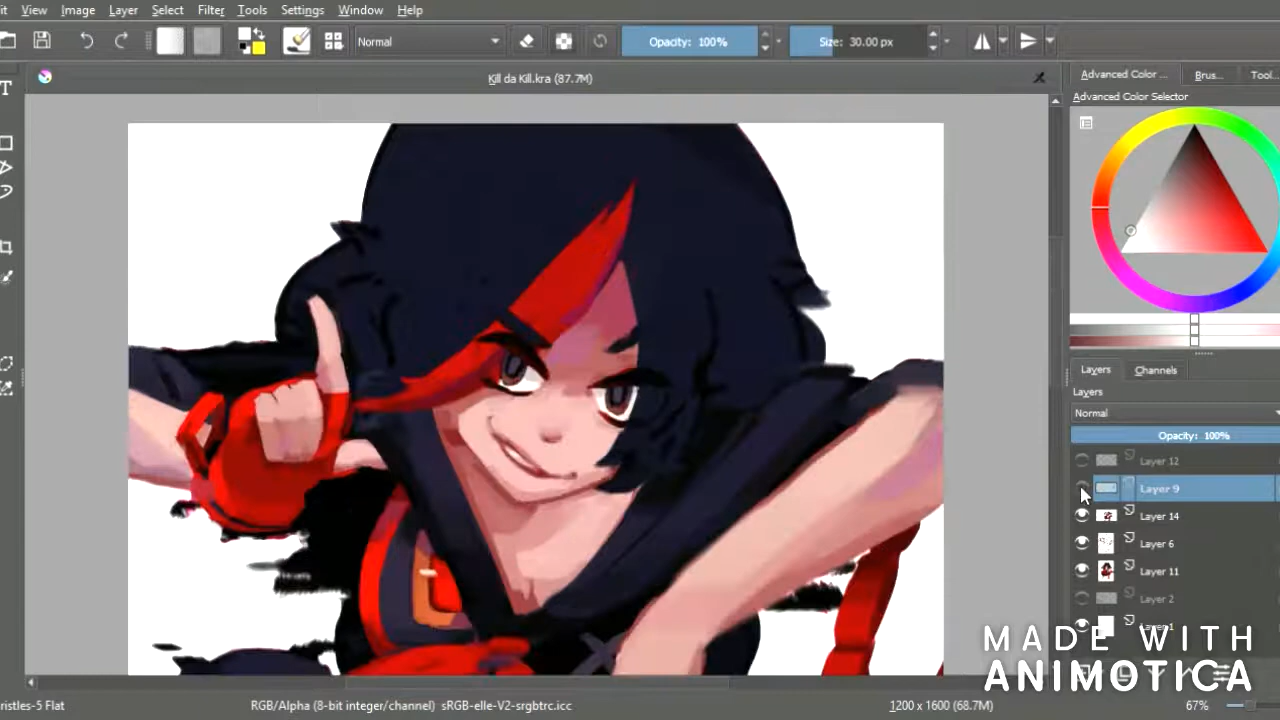 it View Image Layer Select Filter Tools Settings Window Help
Normal Opacity: 100% Size: 30.00 px
Kill da Kill.kra (87.7M)
Advanced Color ... Brus... Tool...
Advanced Color Selector
Layers Channels
Layers
Normal
Opacity: 100%
Layer 12
Layer 9
Layer 14
Layer 6
Layer 11
Layer 2
Layer 1
MADE WITH
ANIMOTICA
ristles-5 Flat RGB/Alpha (8-bit integer/channel) sRGB-elle-V2-srgbtrc.icc 1200 x 1600 (68.7M) 67%